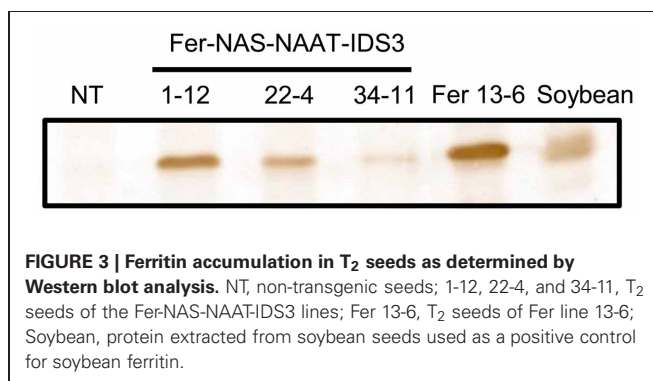 Fer-NAS-NAAT-IDS3
NT 1-12 22-4 34-11 Fer 13-6 Soybean
FIGURE 3 | Ferritin accumulation in T2 seeds as determined by
Western blot analysis. NT, non-transgenic seeds; 1-12, 22-4, and 34-11, T2
seeds of the Fer-NAS-NAAT-IDS3 lines; Fer 13-6, T2 seeds of Fer line 13-6;
Soybean, protein extracted from soybean seeds used as a positive control
for soybean ferritin.